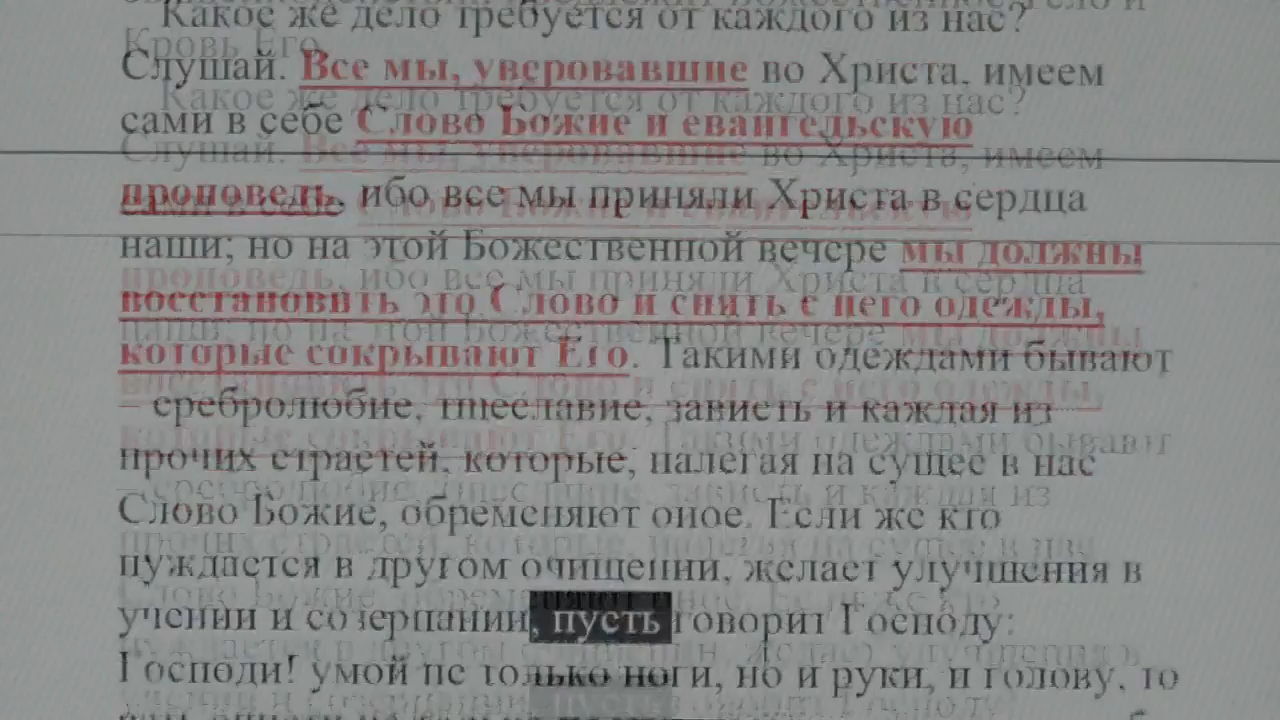 Какое же дело требуется от каждого из нас?
Слушай. Все мы, уверовавшие во Христа, имеем
сами в себе Слово Божие и евангельскую
проповедь, ибо все мы приняли Христа в сердца
наши; но на этой Божественной вечере мы должны
восстановить это Слово и снять с него одежды,
которые сокрывают Его. Такими одеждами бывают
– сребролюбие, тщеславие, зависть и каждая из
прочих страстей, которые, налегая на сущее в нас
Слово Божие, обременяют оное. Если же кто
нуждается в другом очищении, желает улучшения в
учении и созерцании, пусть говорит Господу:
Господи! умой не только ноги, но и руки, и голову, то